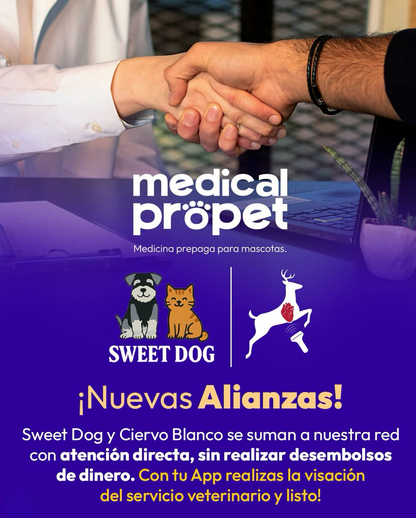 medical
propet
Medicina prepaga para mascotas.
SWEET DOG
¡Nuevas Alianzas!
Sweet Dog y Ciervo Blanco se suman a nuestra red
con atención directa, sin realizar desembolsos
de dinero. Con tu App realizas la visación
del servicio veterinario y listo!